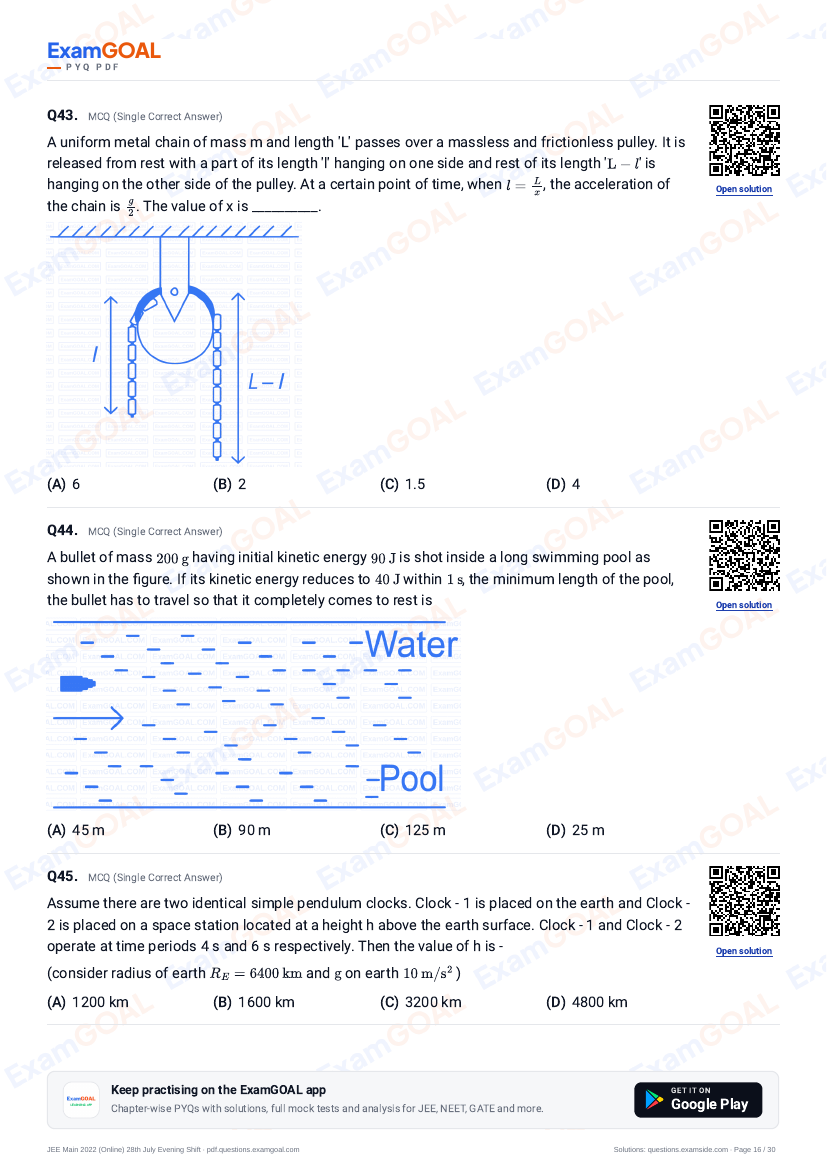 ExamGOAL
PYQ PDF
Q43. MCQ (Single Correct Answer)
A uniform metal chain of mass m and length 'L' passes over a massless and frictionless pulley. It is
released from rest with a part of its length 'l' hanging on one side and rest of its length 'L − l' is
hanging on the other side of the pulley. At a certain point of time, when l = L/x, the acceleration of
the chain is g/2. The value of x is __________.
Open solution
l
L – l
(A) 6 (B) 2 (C) 1.5 (D) 4
Q44. MCQ (Single Correct Answer)
A bullet of mass 200 g having initial kinetic energy 90 J is shot inside a long swimming pool as
shown in the figure. If its kinetic energy reduces to 40 J within 1 s, the minimum length of the pool,
the bullet has to travel so that it completely comes to rest is
Open solution
Water
Pool
(A) 45 m (B) 90 m (C) 125 m (D) 25 m
Q45. MCQ (Single Correct Answer)
Assume there are two identical simple pendulum clocks. Clock - 1 is placed on the earth and Clock -
2 is placed on a space station located at a height h above the earth surface. Clock - 1 and Clock - 2
operate at time periods 4 s and 6 s respectively. Then the value of h is -
(consider radius of earth R_E = 6400 km and g on earth 10 m/s² )
Open solution
(A) 1200 km (B) 1600 km (C) 3200 km (D) 4800 km
ExamGOAL
Keep practising on the ExamGOAL app
Chapter-wise PYQs with solutions, full mock tests and analysis for JEE, NEET, GATE and more.
GET IT ON
Google Play
JEE Main 2022 (Online) 28th July Evening Shift · pdf.questions.examgoal.com
Solutions: questions.examside.com · Page 16 / 30